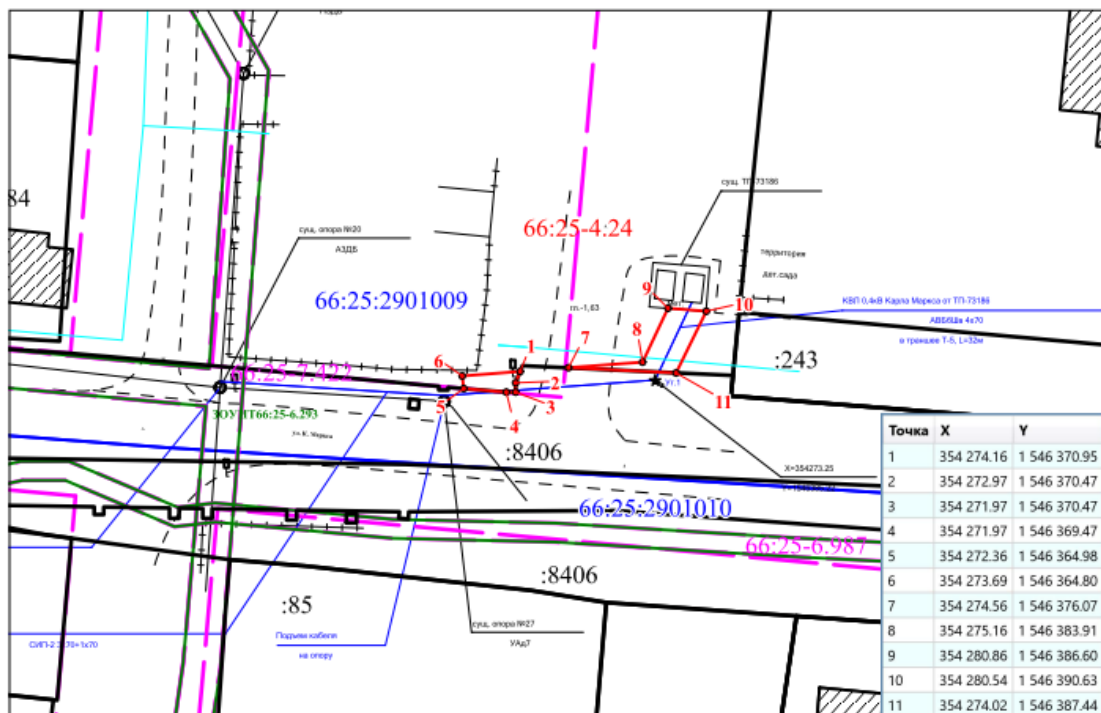 :84
сущ. ТП-73186
сущ. опора №20
АЗДБ
66:25-4:24
территория
дет.сада
66:25:2901009
гл.-1,63
9
10
КВЛ 0,4кВ Карла Маркса от ТП-73186
АВБбШв 4х70
в траншее Т-5, L=32м
:243
1
7
8
6
66:25-7.422
2
Уг.1
11
5
3
4
ЗОУИТ66:25-6.293
ул. К. Маркса
:8406
X=354273.25
66:25:2901010
66:25-6.987
:8406
:85
сущ. опора №27
УАд7
Подъем кабеля
на опору
СИП-2 3х70+1х70
Точка X Y
1 354 274.16 1 546 370.95
2 354 272.97 1 546 370.47
3 354 271.97 1 546 370.47
4 354 271.97 1 546 369.47
5 354 272.36 1 546 364.98
6 354 273.69 1 546 364.80
7 354 274.56 1 546 376.07
8 354 275.16 1 546 383.91
9 354 280.86 1 546 386.60
10 354 280.54 1 546 390.63
11 354 274.02 1 546 387.44